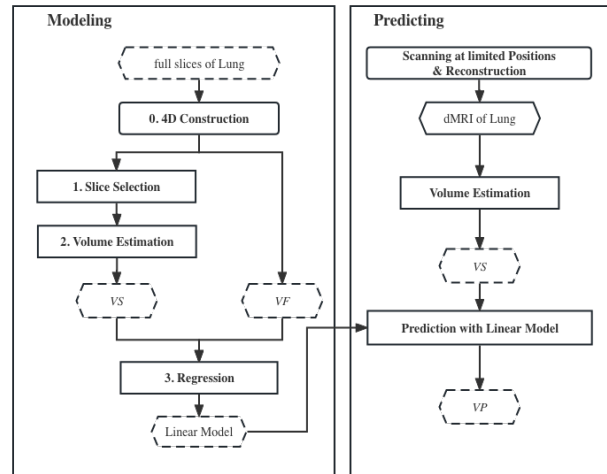 Modeling
full slices of Lung
0. 4D Construction
1. Slice Selection
2. Volume Estimation
VS
VF
3. Regression
Linear Model
Predicting
Scanning at limited Positions
& Reconstruction
dMRI of Lung
Volume Estimation
VS
Prediction with Linear Model
VP